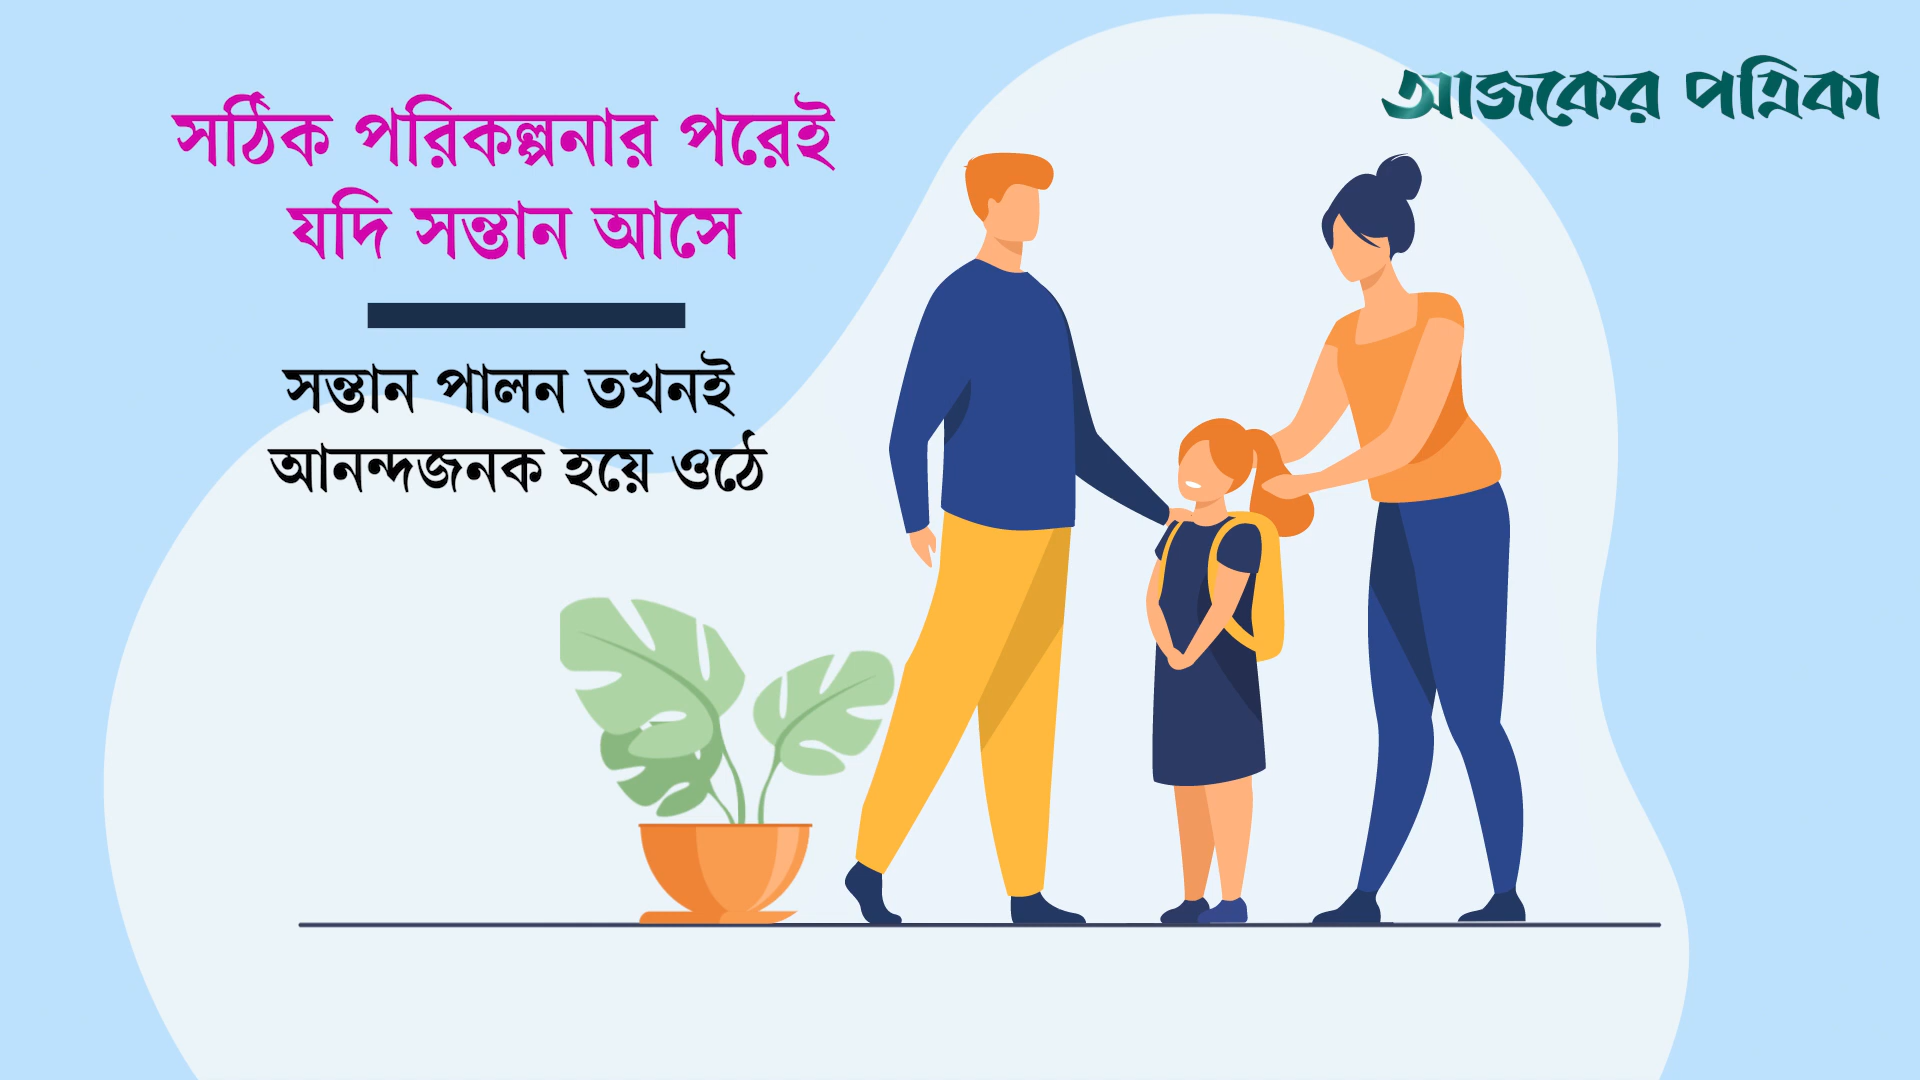 আজকের পত্রিকা
সঠিক পরিকল্পনার পরেই
যদি সন্তান আসে
সন্তান পালন তখনই
আনন্দজনক হয়ে ওঠে